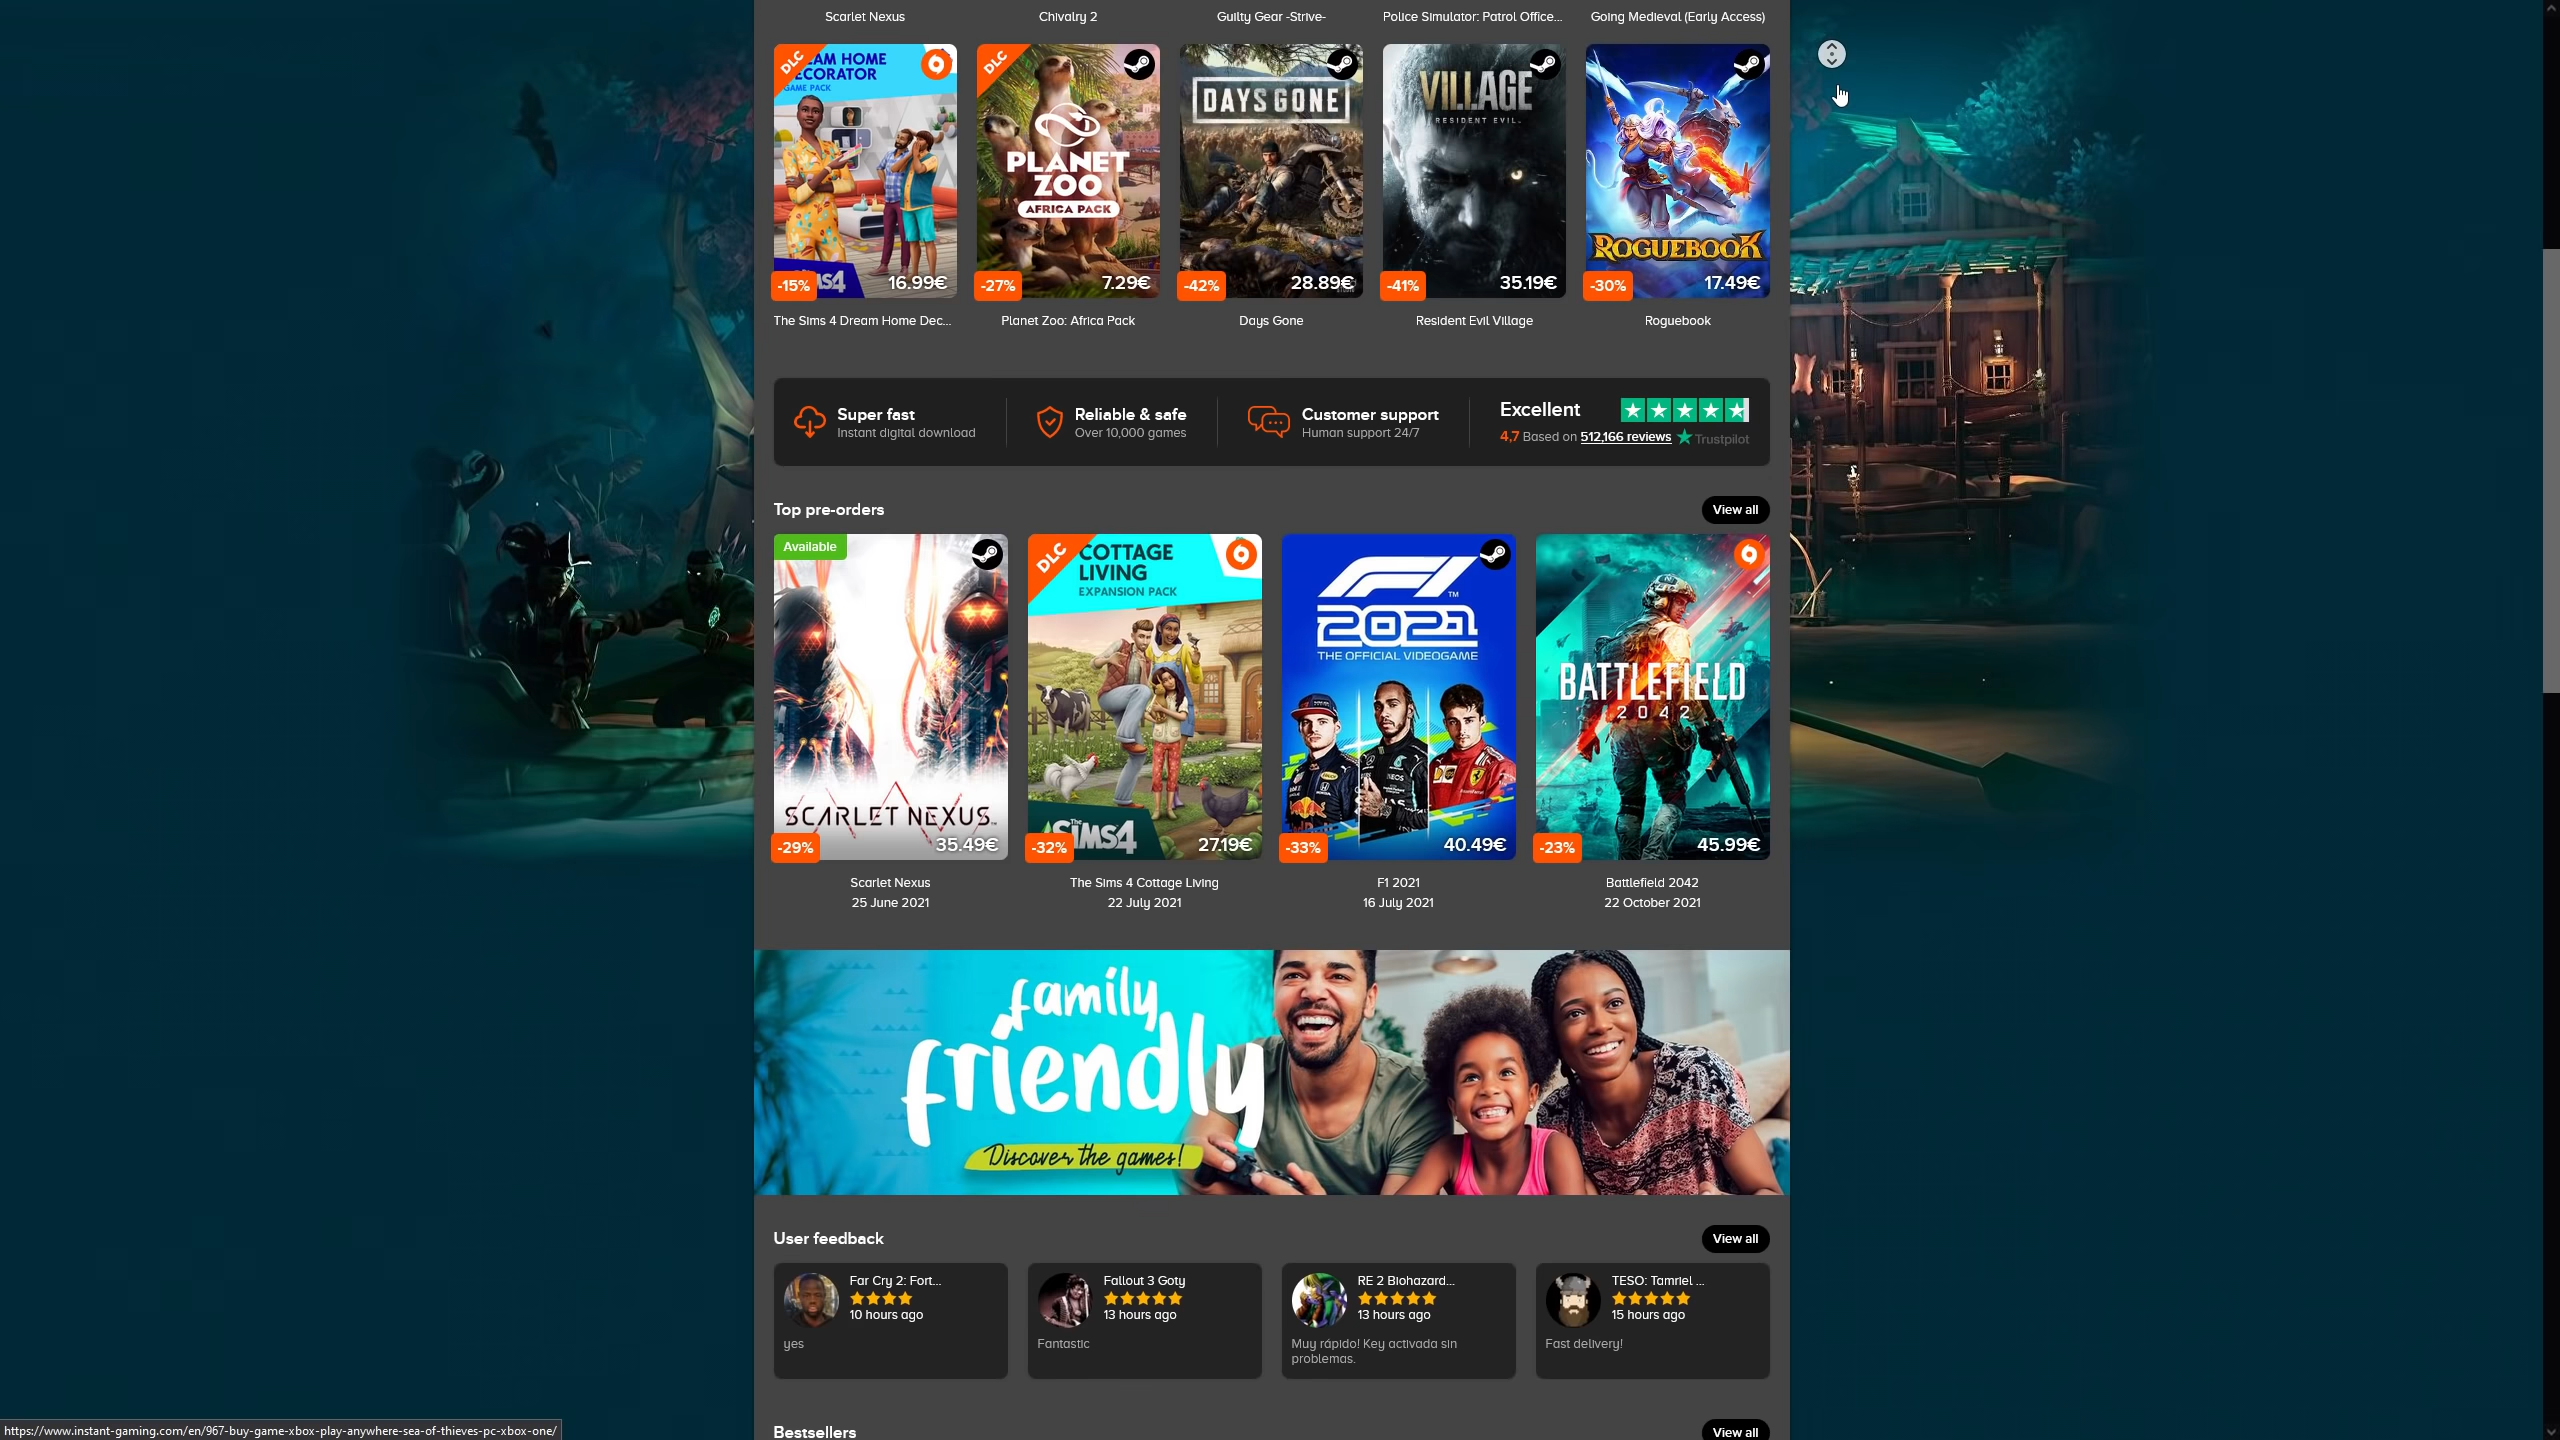 Scarlet Nexus
Chivalry 2
Guilty Gear -Strive-
Police Simulator: Patrol Office...
Going Medieval (Early Access)
DLC
AM HOME
ECORATOR
GAME PACK
-15%
16.99€
DLC
PLANET
ZOO
AFRICA PACK
-27%
7.29€
DAYS GONE
-42%
28.89€
VILLAGE
RESIDENT EVIL
-41%
35.19€
ROGUEBOOK
-30%
17.49€
The Sims 4 Dream Home Dec...
Planet Zoo: Africa Pack
Days Gone
Resident Evil Village
Roguebook
Super fast
Instant digital download
Reliable & safe
Over 10,000 games
Customer support
Human support 24/7
Excellent
4,7 Based on 512,166 reviews Trustpilot
Top pre-orders
View all
Available
SCARLET NEXUS
-29%
35.49€
DLC
COTTAGE
LIVING
EXPANSION PACK
The
SIMS4
-32%
27.19€
F1
2021
THE OFFICIAL VIDEOGAME
-33%
40.49€
BATTLEFIELD
2042
-23%
45.99€
Scarlet Nexus
25 June 2021
The Sims 4 Cottage Living
22 July 2021
F1 2021
16 July 2021
Battlefield 2042
22 October 2021
family
friendly
Discover the games!
User feedback
View all
Far Cry 2: Fort...
10 hours ago
yes
Fallout 3 Goty
13 hours ago
Fantastic
RE 2 Biohazard...
13 hours ago
Muy rápido! Key activada sin
problemas.
TESO: Tamriel ...
15 hours ago
Fast delivery!
Bestsellers
View all
https://www.instant-gaming.com/en/967-buy-game-xbox-play-anywhere-sea-of-thieves-pc-xbox-one/